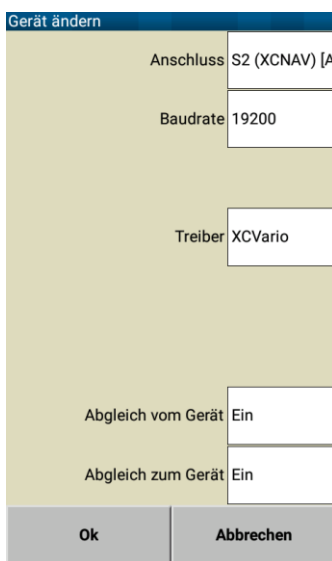 Gerät ändern
Anschluss S2 (XCNAV) [A
Baudrate 19200
Treiber XCVario
Abgleich vom Gerät Ein
Abgleich zum Gerät Ein
Ok Abbrechen